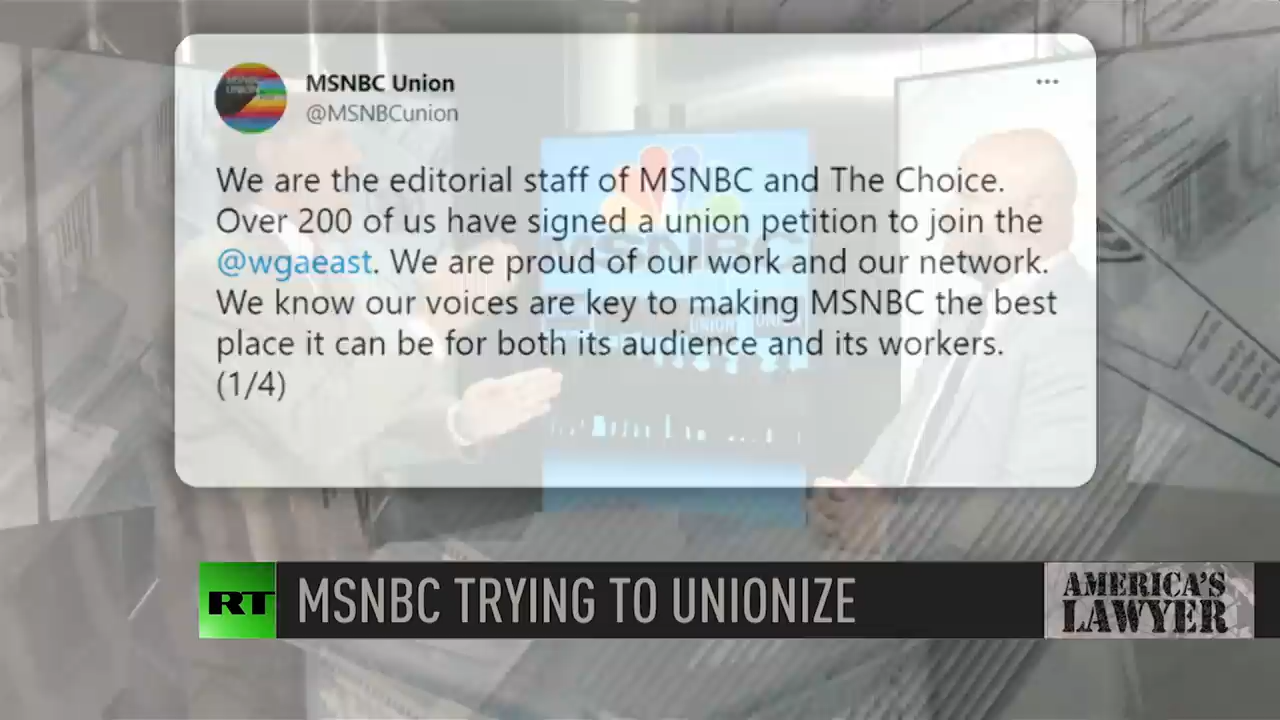 MSNBC Union
@MSNBCunion
We are the editorial staff of MSNBC and The Choice.
Over 200 of us have signed a union petition to join the
@wgaeast. We are proud of our work and our network.
We know our voices are key to making MSNBC the best
place it can be for both its audience and its workers.
(1/4)
MSNBC
UNION
RT
MSNBC TRYING TO UNIONIZE
AMERICA'S
LAWYER